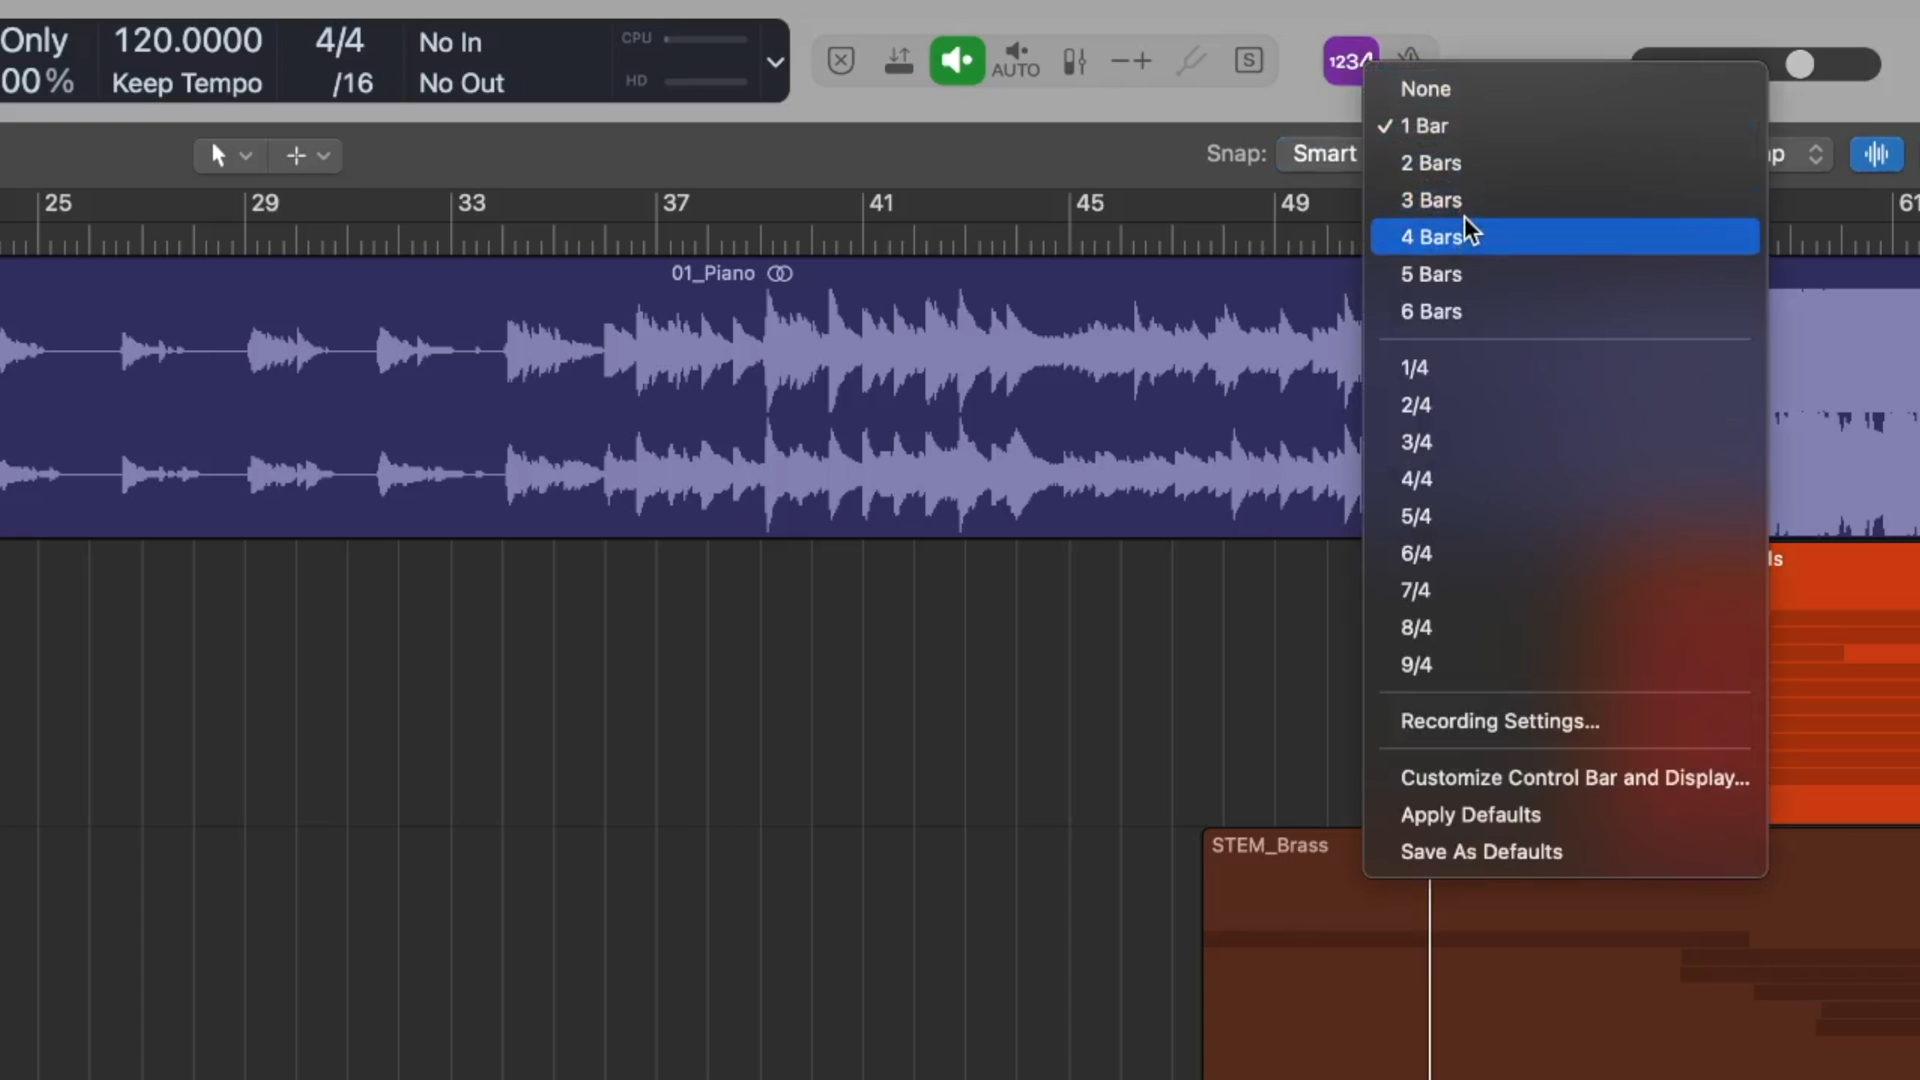 Only 120.0000 4/4 No In CPU
00% Keep Tempo /16 No Out HD
AUTO
S
1234
None
✓ 1 Bar
2 Bars
3 Bars
4 Bars
5 Bars
6 Bars
1/4
2/4
3/4
4/4
5/4
6/4
7/4
8/4
9/4
Recording Settings...
Customize Control Bar and Display...
Apply Defaults
Save As Defaults
Snap: Smart
25 29 33 37 41 45 49 61
01_Piano
ls
STEM_Brass